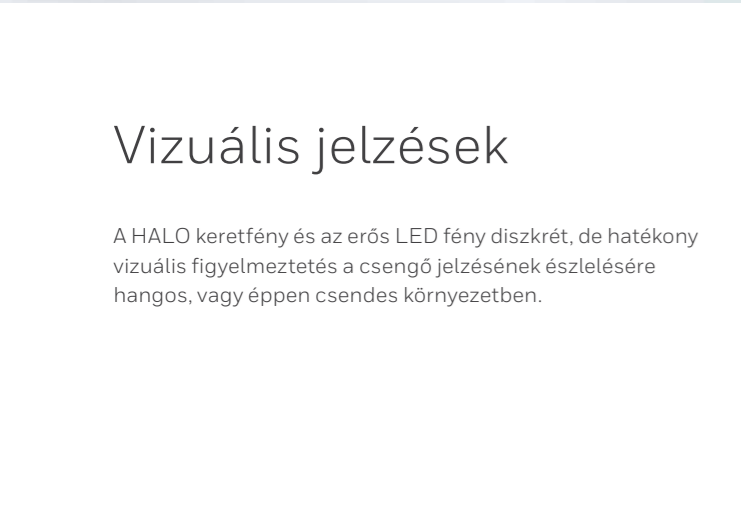 Vizuális jelzések
A HALO keretfény és az erős LED fény diszkrét, de hatékony
vizuális figyelmeztetés a csengő jelzésének észlelésére
hangos, vagy éppen csendes környezetben.